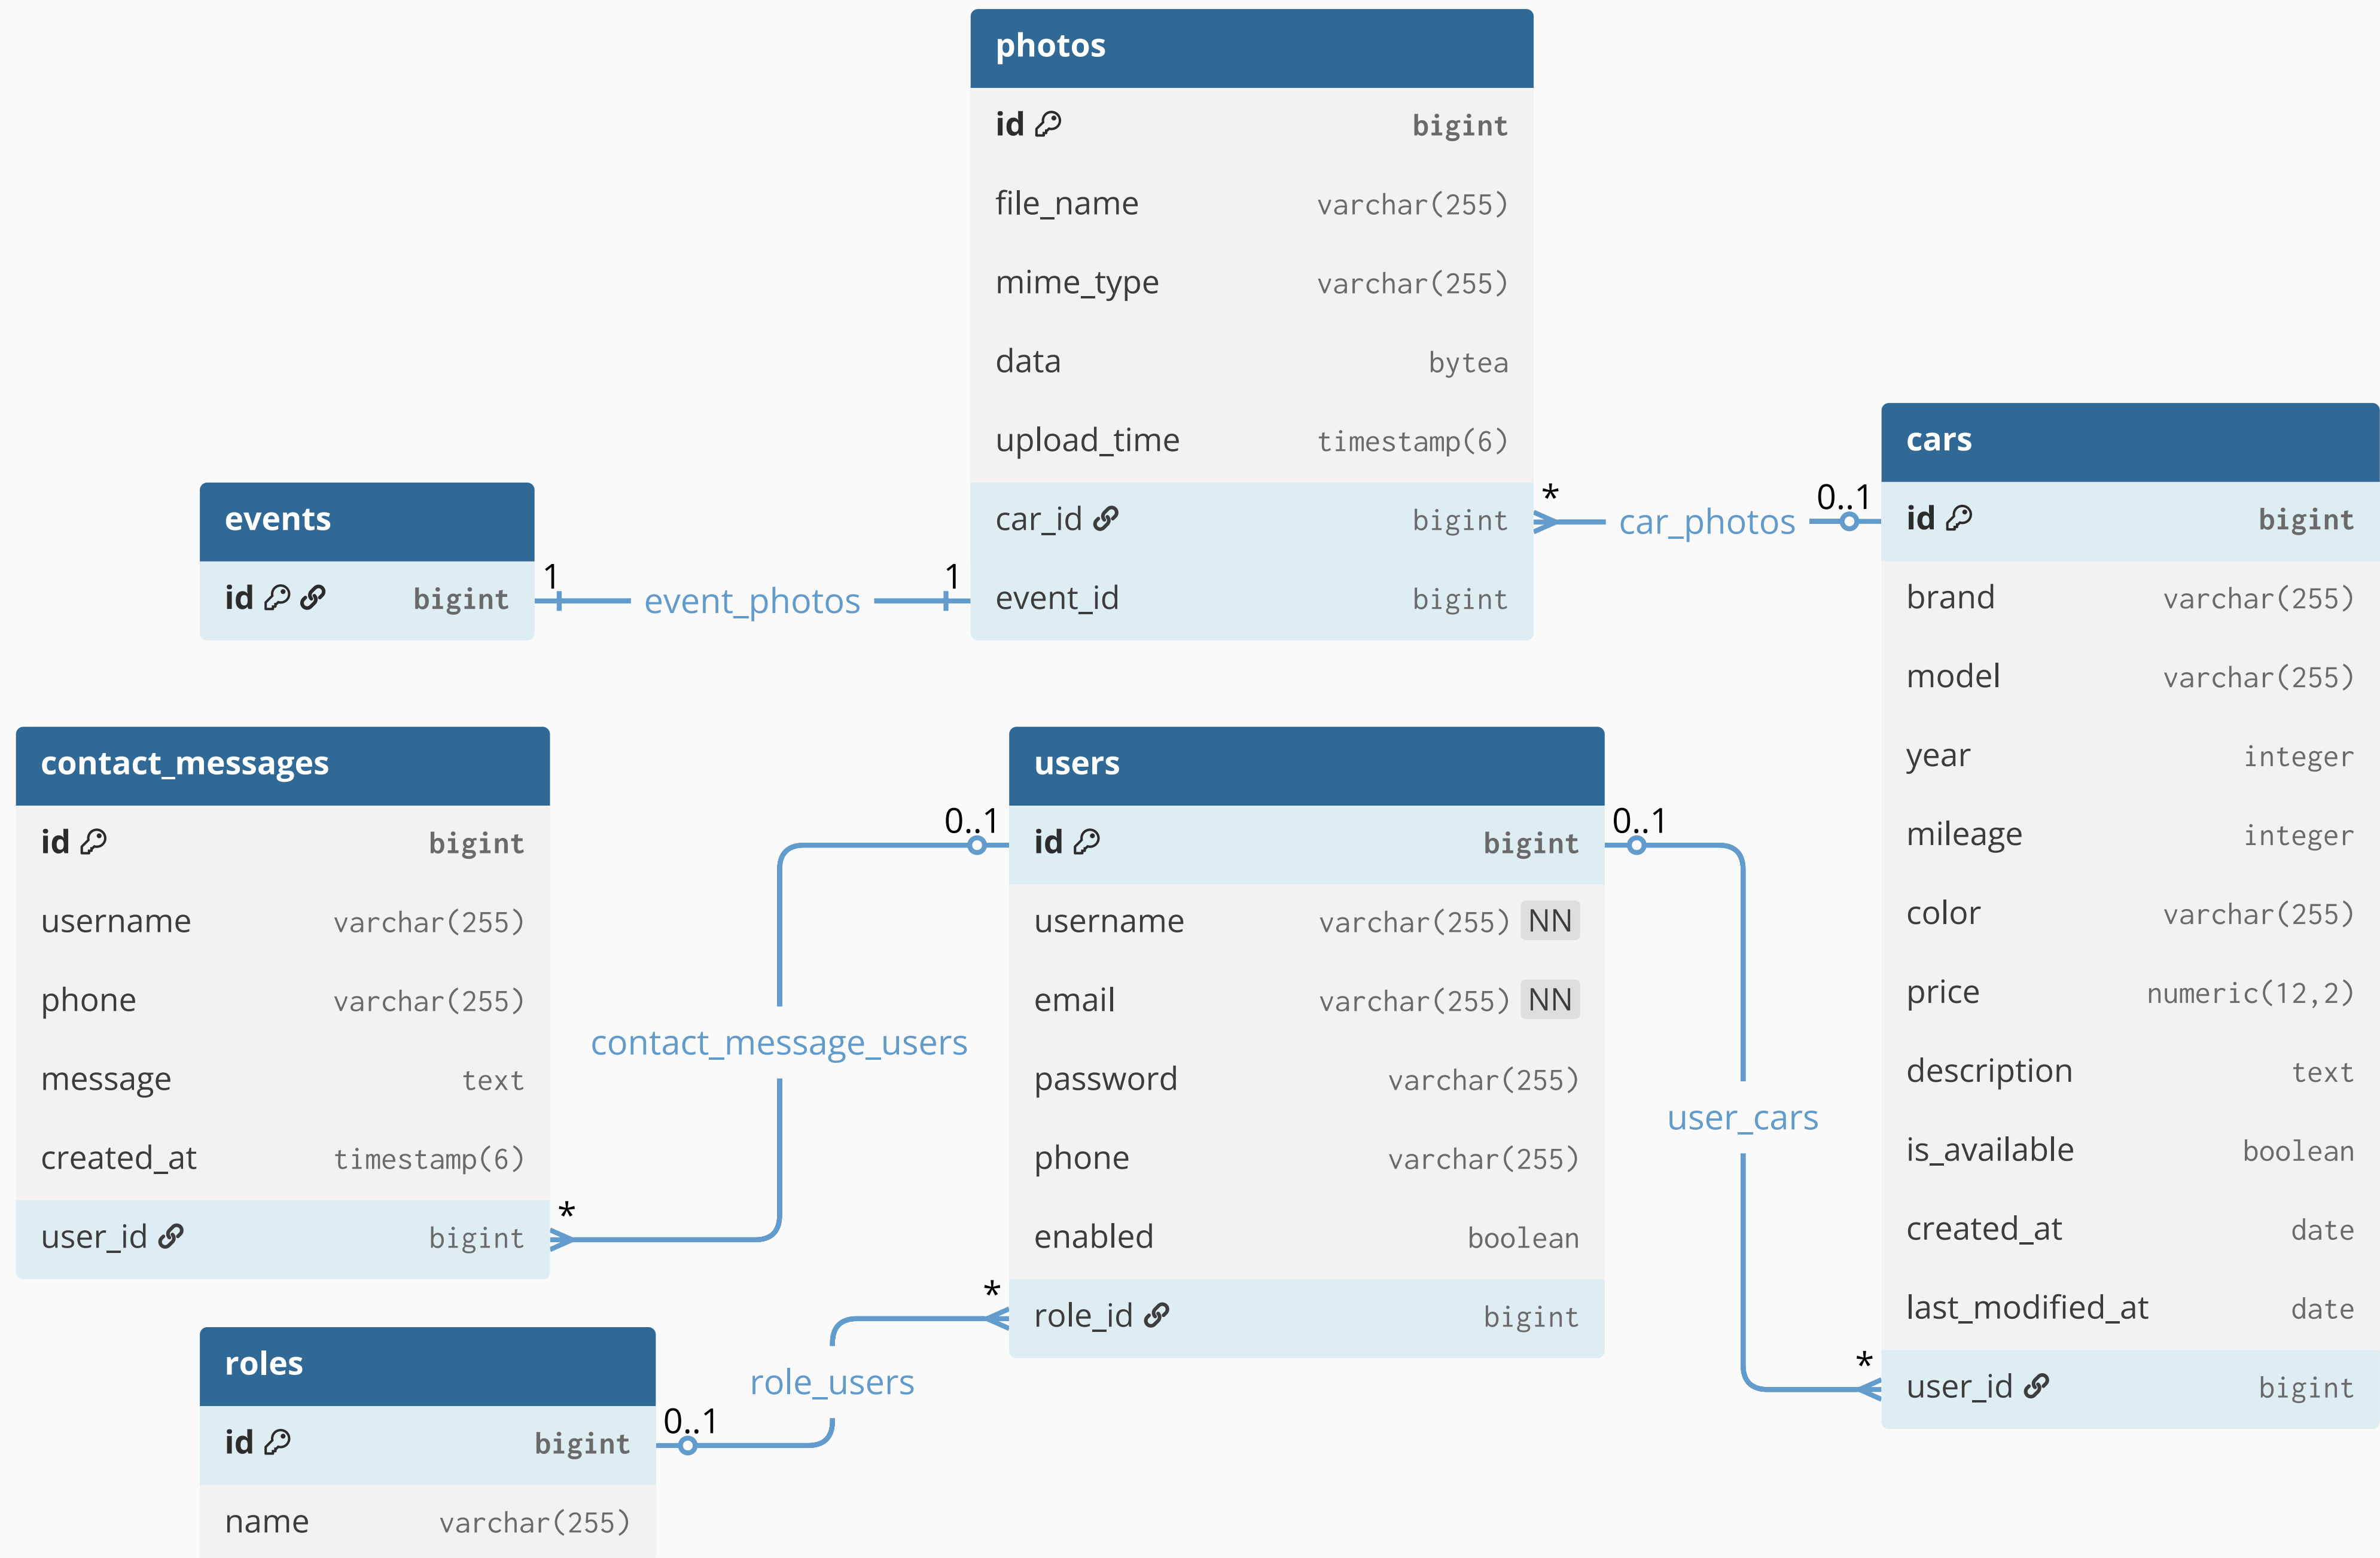 photos
id bigint
file_name varchar(255)
mime_type varchar(255)
data bytea
upload_time timestamp(6)
car_id bigint
event_id bigint
* car_photos 0..1
cars
id bigint
brand varchar(255)
model varchar(255)
year integer
mileage integer
color varchar(255)
price numeric(12,2)
description text
is_available boolean
created_at date
last_modified_at date
user_id bigint
events
id bigint
1 event_photos 1
contact_messages
id bigint
username varchar(255)
phone varchar(255)
message text
created_at timestamp(6)
user_id bigint
0..1
contact_message_users
*
users
id bigint
username varchar(255) NN
email varchar(255) NN
password varchar(255)
phone varchar(255)
enabled boolean
role_id bigint
0..1
user_cars
*
*
role_users
0..1
roles
id bigint
name varchar(255)